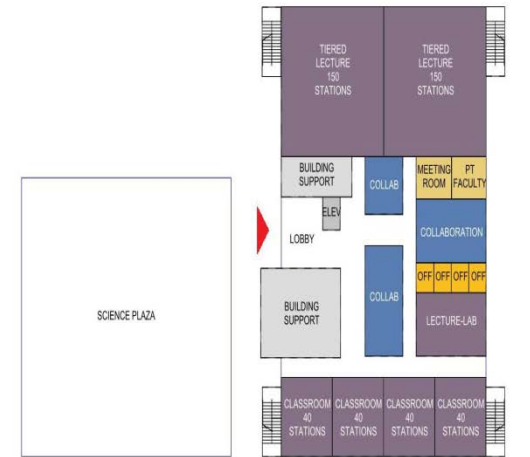 TIERED
LECTURE
150
STATIONS
TIERED
LECTURE
150
STATIONS
BUILDING
SUPPORT
COLLAB
MEETING
ROOM
PT
FACULTY
ELEV
LOBBY
COLLABORATION
OFF OFF OFF OFF
SCIENCE PLAZA
BUILDING
SUPPORT
COLLAB
LECTURE-LAB
CLASSROOM
40
STATIONS
CLASSROOM
40
STATIONS
CLASSROOM
40
STATIONS
CLASSROOM
40
STATIONS